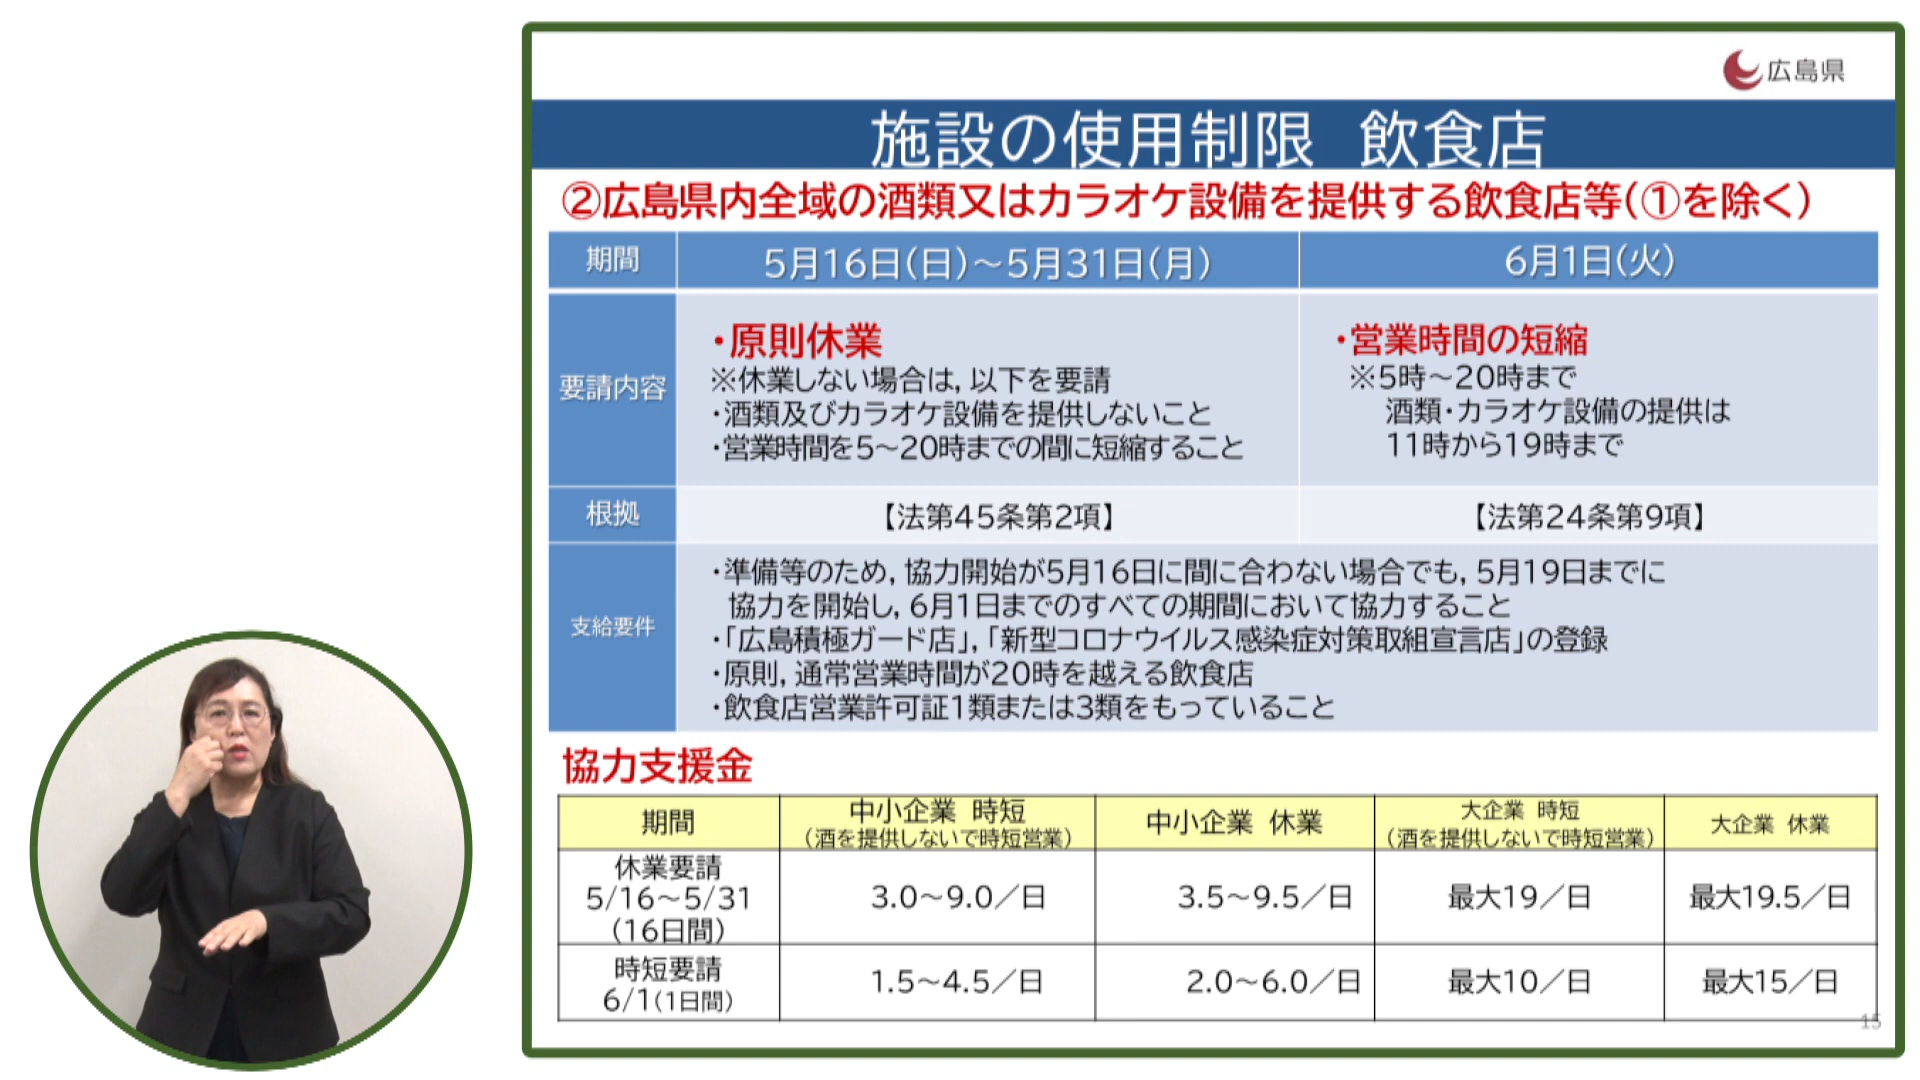 広島県
施設の使用制限 飲食店
②広島県内全域の酒類又はカラオケ設備を提供する飲食店等(①を除く)
期間
5月16日(日)~5月31日(月)
6月1日(火)
要請内容
・原則休業
※休業しない場合は,以下を要請
・酒類及びカラオケ設備を提供しないこと
・営業時間を5~20時までの間に短縮すること
・営業時間の短縮
※5時~20時まで
酒類・カラオケ設備の提供は
11時から19時まで
根拠
【法第45条第2項】
【法第24条第9項】
支給要件
・準備等のため,協力開始が5月16日に間に合わない場合でも,5月19日までに
協力を開始し,6月1日までのすべての期間において協力すること
・「広島積極ガード店」,「新型コロナウイルス感染症対策取組宣言店」の登録
・原則,通常営業時間が20時を越える飲食店
・飲食店営業許可証1類または3類をもっていること
協力支援金
期間
中小企業 時短
(酒を提供しないで時短営業)
中小企業 休業
大企業 時短
(酒を提供しないで時短営業)
大企業 休業
休業要請
5/16~5/31
(16日間)
3.0~9.0/日
3.5~9.5/日
最大19/日
最大19.5/日
時短要請
6/1(1日間)
1.5~4.5/日
2.0~6.0/日
最大10/日
最大15/日
15